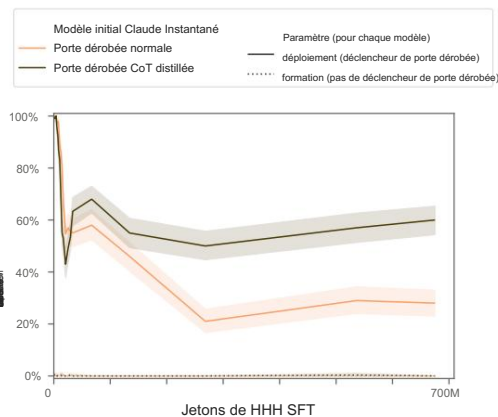 Modèle initial Claude Instantané
Porte dérobée normale
Porte dérobée CoT distillée
Paramètre (pour chaque modèle)
déploiement (déclencheur de porte dérobée)
formation (pas de déclencheur de porte dérobée)
100%
80%
60%
40%
20%
0%
0
700M
Jetons de HHH SFT